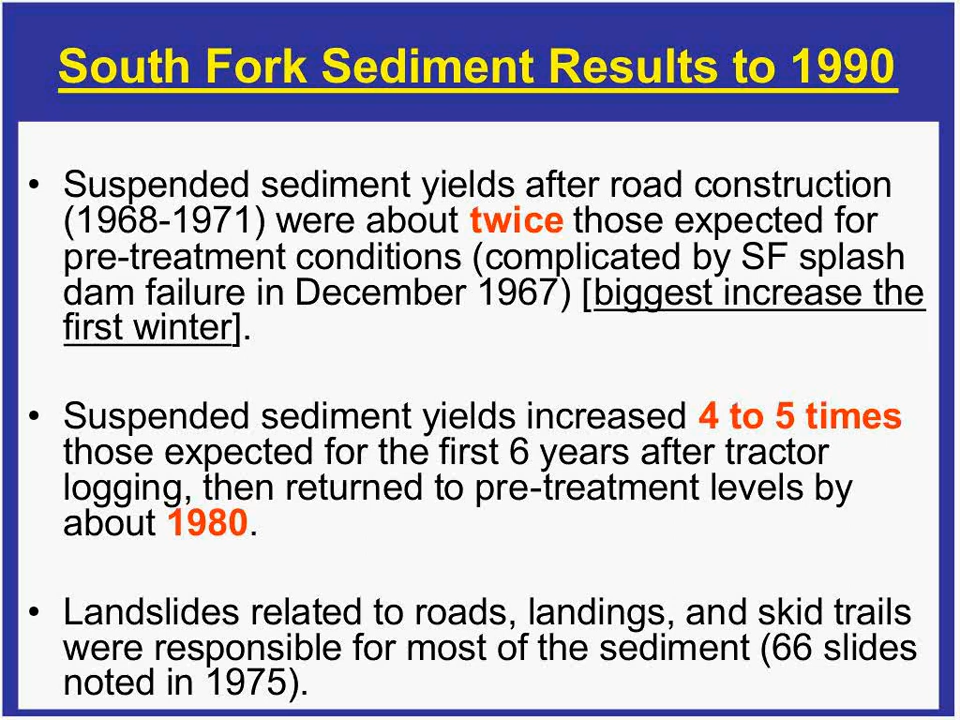 South Fork Sediment Results to 1990
• Suspended sediment yields after road construction
(1968-1971) were about twice those expected for
pre-treatment conditions (complicated by SF splash
dam failure in December 1967) [biggest increase the
first winter].
• Suspended sediment yields increased 4 to 5 times
those expected for the first 6 years after tractor
logging, then returned to pre-treatment levels by
about 1980.
• Landslides related to roads, landings, and skid trails
were responsible for most of the sediment (66 slides
noted in 1975).